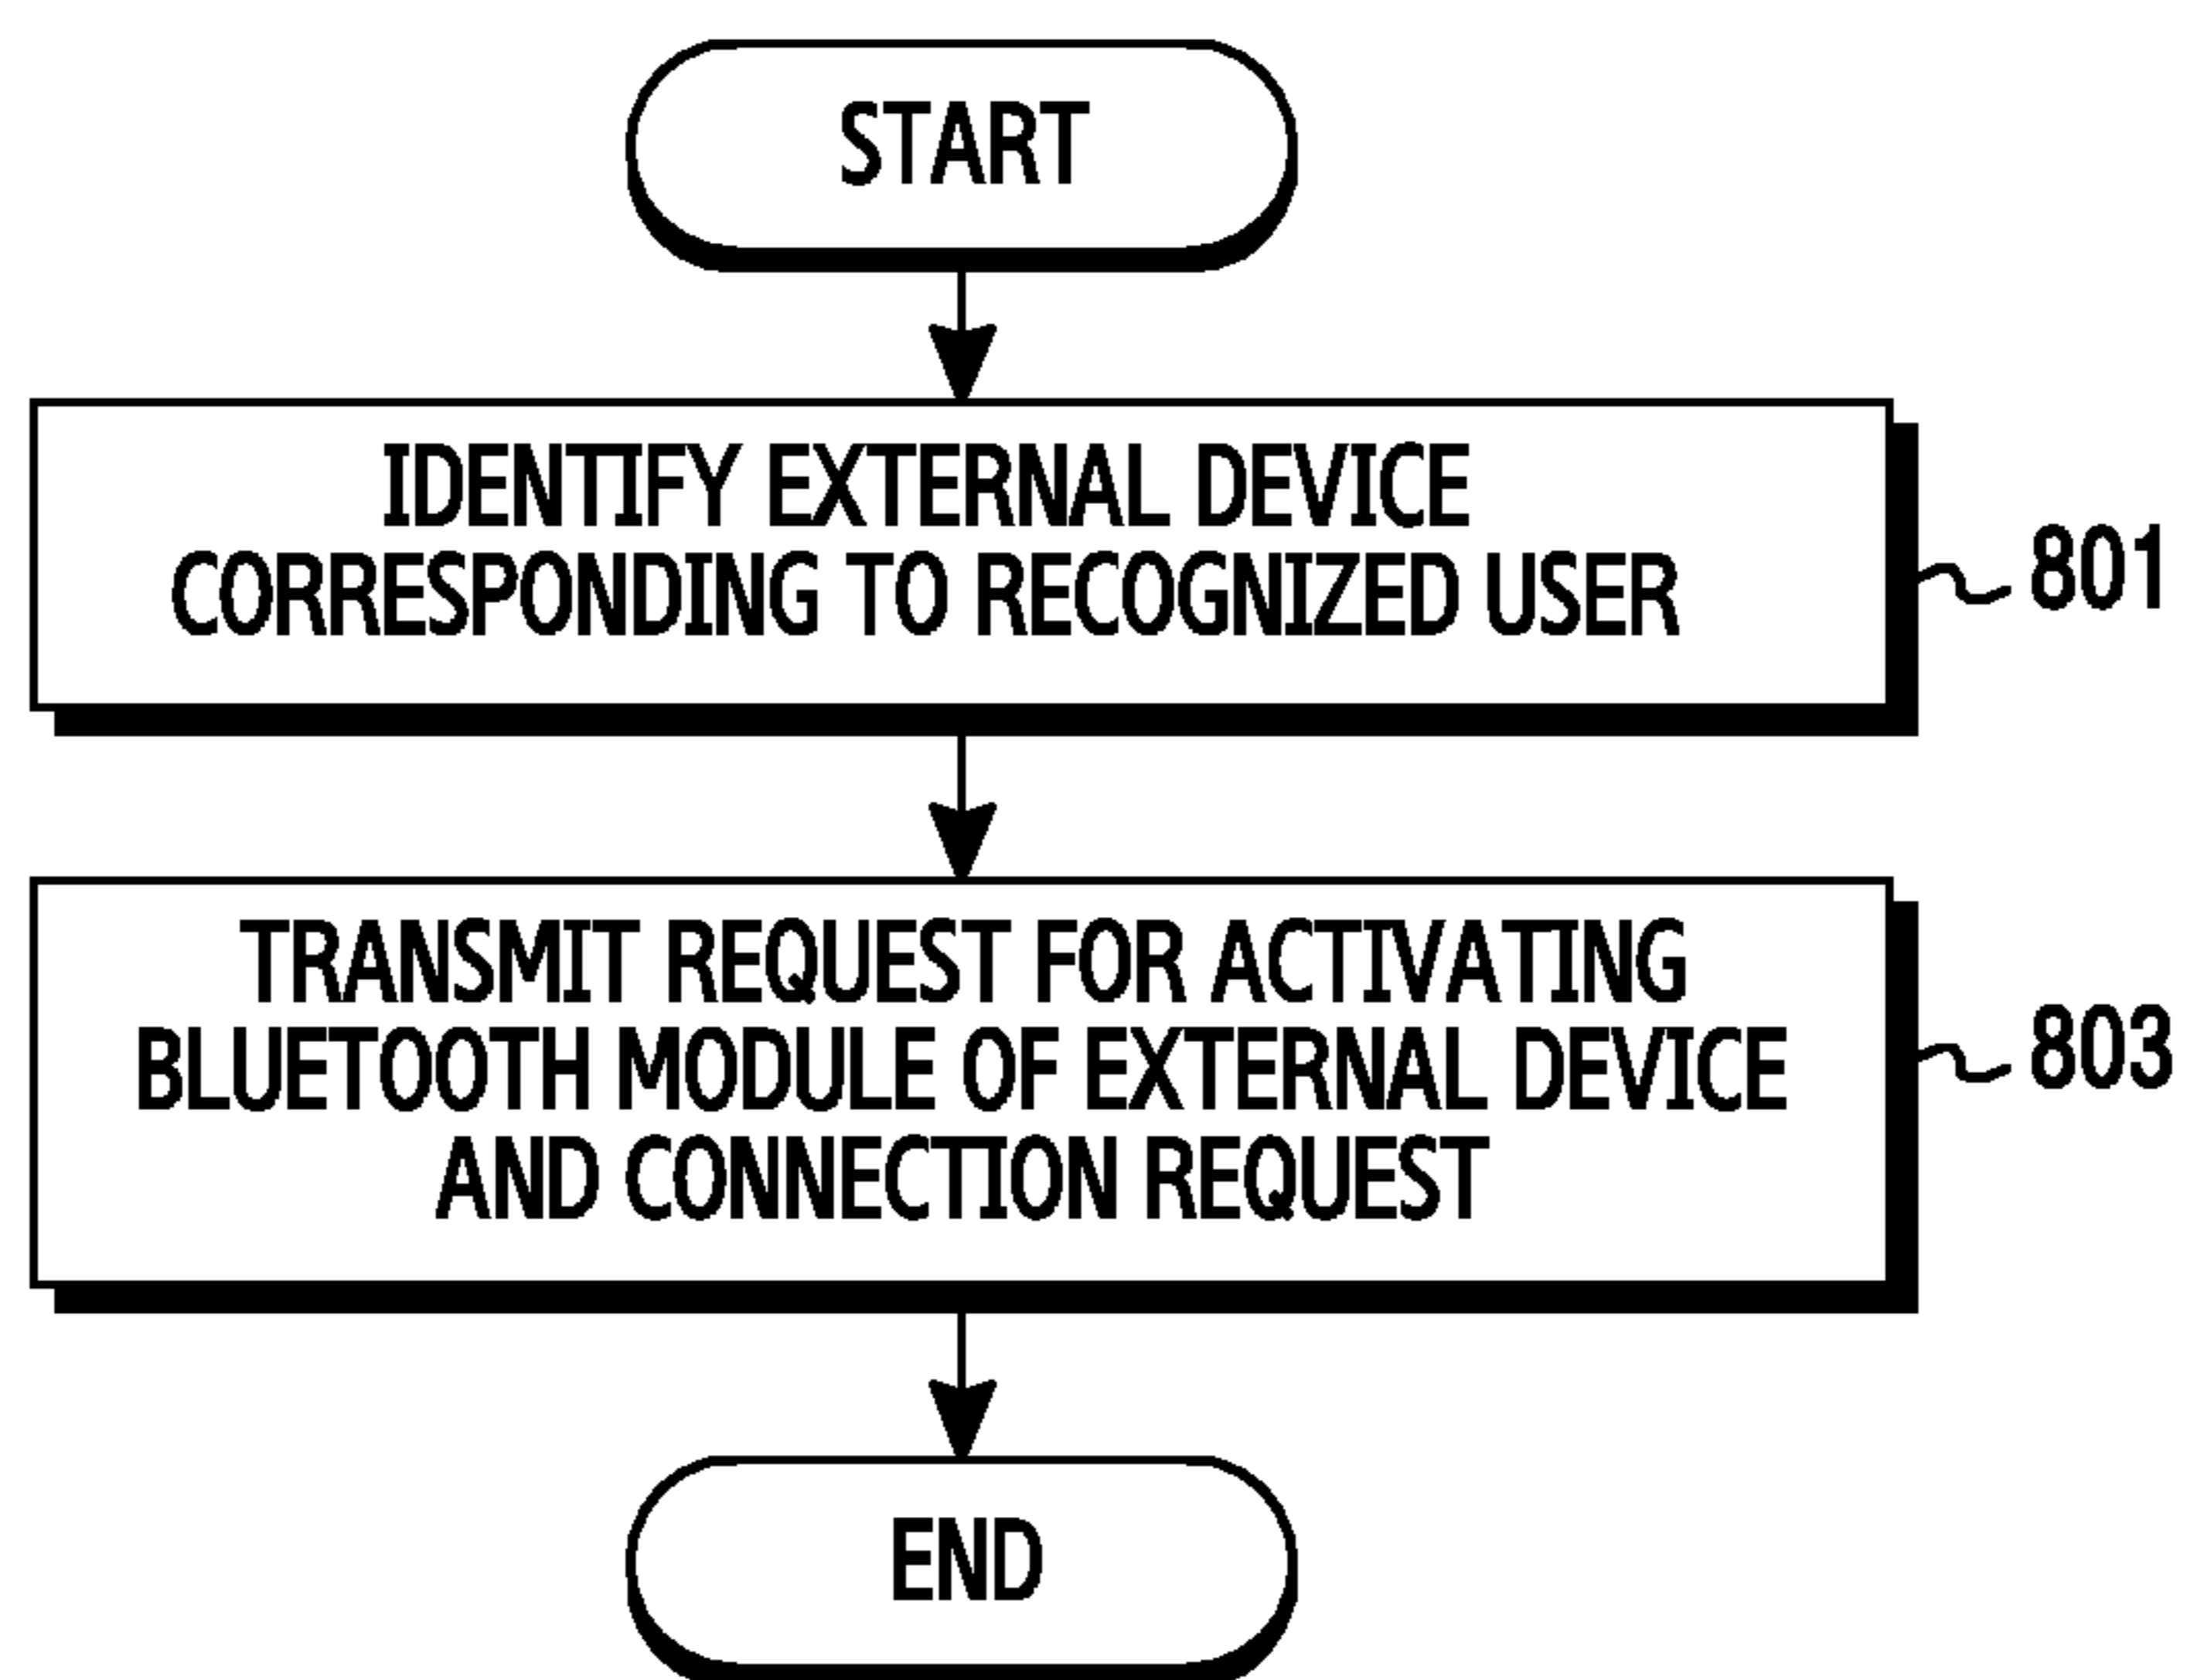 START
IDENTIFY EXTERNAL DEVICE
CORRESPONDING TO RECOGNIZED USER
801
TRANSMIT REQUEST FOR ACTIVATING
BLUETOOTH MODULE OF EXTERNAL DEVICE
AND CONNECTION REQUEST
803
END